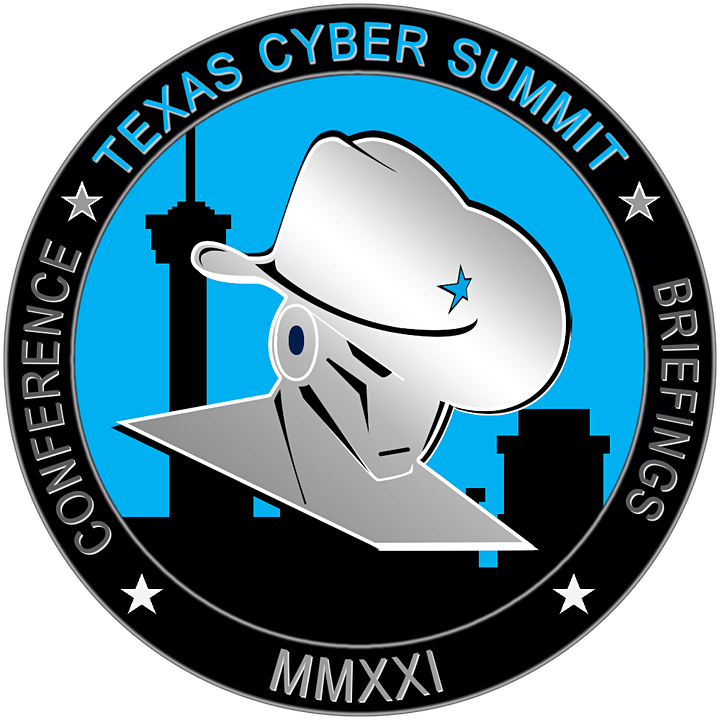 TEXAS CYBER SUMMIT
CONFERENCE
BRIEFINGS
MMXXI